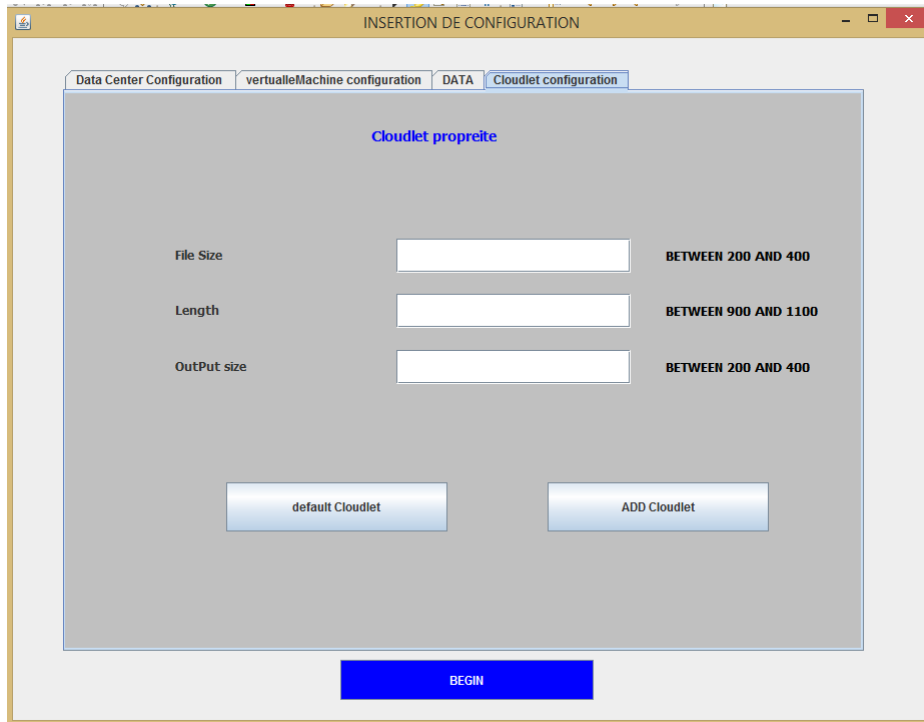 INSERTION DE CONFIGURATION
Data Center Configuration vertualleMachine configuration DATA Cloudlet configuration
Cloudlet propreite
File Size BETWEEN 200 AND 400
Length BETWEEN 900 AND 1100
OutPut size BETWEEN 200 AND 400
default Cloudlet ADD Cloudlet
BEGIN